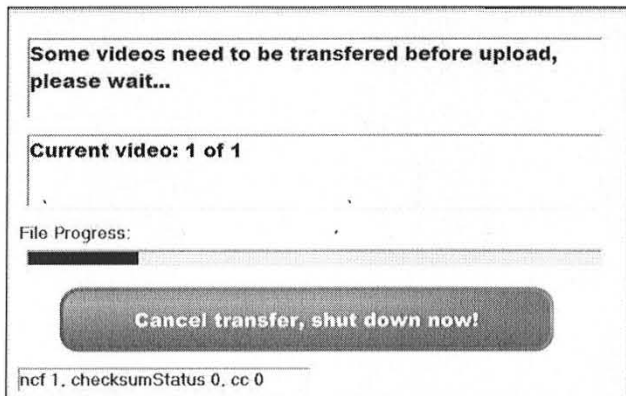 Some videos need to be transfered before upload,
please wait...
Current video: 1 of 1
File Progress:
Cancel transfer, shut down now!
ncf 1, checksumStatus 0, cc 0